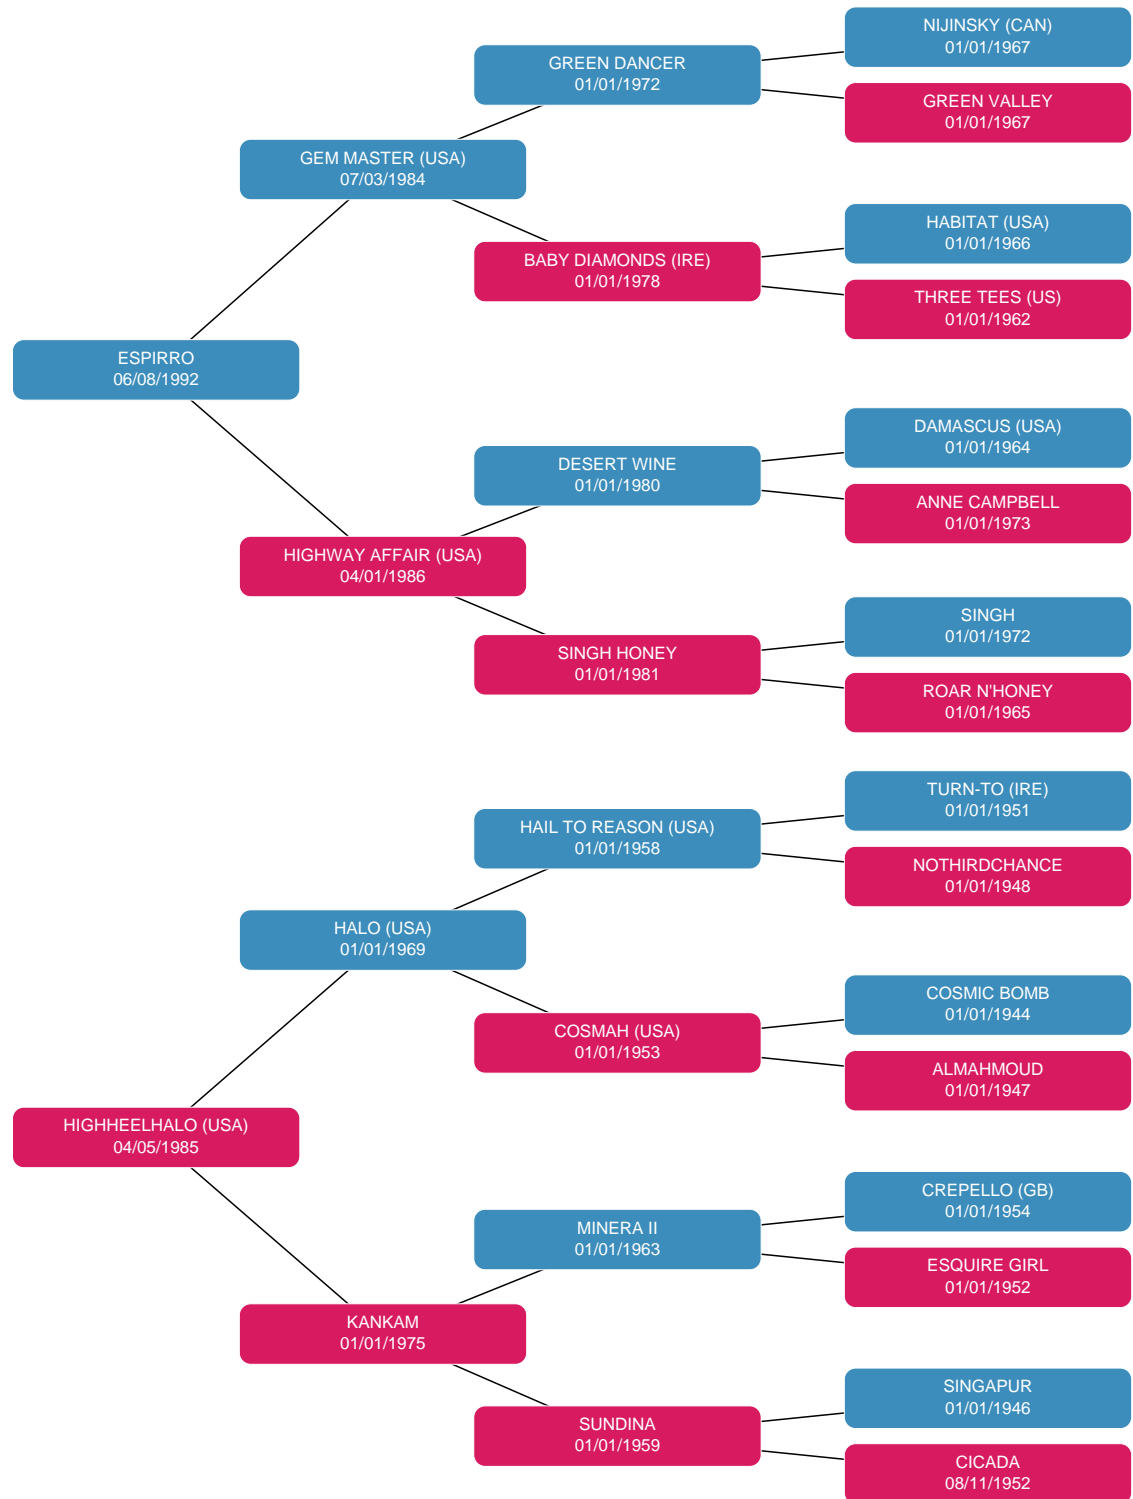 NIJINSKY (CAN)
01/01/1967
GREEN DANCER
01/01/1972
GREEN VALLEY
01/01/1967
GEM MASTER (USA)
07/03/1984
HABITAT (USA)
01/01/1966
BABY DIAMONDS (IRE)
01/01/1978
THREE TEES (US)
01/01/1962
ESPIRRO
06/08/1992
DAMASCUS (USA)
01/01/1964
DESERT WINE
01/01/1980
ANNE CAMPBELL
01/01/1973
HIGHWAY AFFAIR (USA)
04/01/1986
SINGH
01/01/1972
SINGH HONEY
01/01/1981
ROAR N'HONEY
01/01/1965
TURN-TO (IRE)
01/01/1951
HAIL TO REASON (USA)
01/01/1958
NOTHIRDCHANCE
01/01/1948
HALO (USA)
01/01/1969
COSMIC BOMB
01/01/1944
COSMAH (USA)
01/01/1953
ALMAHMOUD
01/01/1947
HIGHHEELHALO (USA)
04/05/1985
CREPELLO (GB)
01/01/1954
MINERA II
01/01/1963
ESQUIRE GIRL
01/01/1952
KANKAM
01/01/1975
SINGAPUR
01/01/1946
SUNDINA
01/01/1959
CICADA
08/11/1952